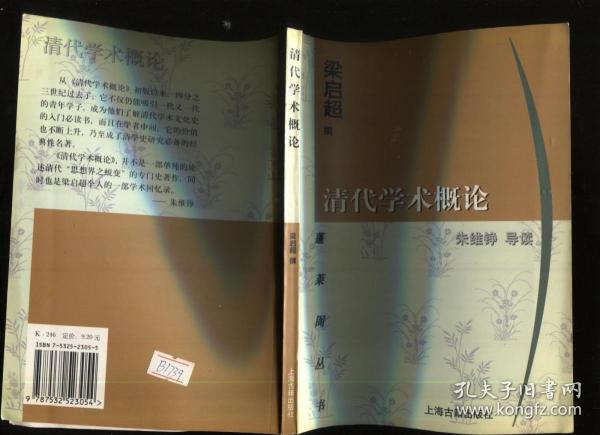 清代学术概论
从《清代学术概论》初版以来，四分之
三世纪过去了，它不仅仍能吸引一代又一代
的青年学子，成为他们了解清代学术文化史
的入门必读书，而且在学者中间，它的价值
也不断上升，乃至成了清学史研究必备的经
典性名著。
《清代学术概论》，并不是一部单纯的论
述清代“思想界之蜕变”的专门史著作，同
时也是梁启超个人的一部学术回忆录。
——朱维铮
K·246 定价：9.20元
ISBN 7-5325-2305-5
9 787532 523054 >
B1739
清代学术概论
梁启超 撰
上海古籍出版社
梁启超 撰
清代学术概论
朱维铮 导读
蓬莱阁丛书
上海古籍出版社
孔夫子旧书网
www.kongfz.com